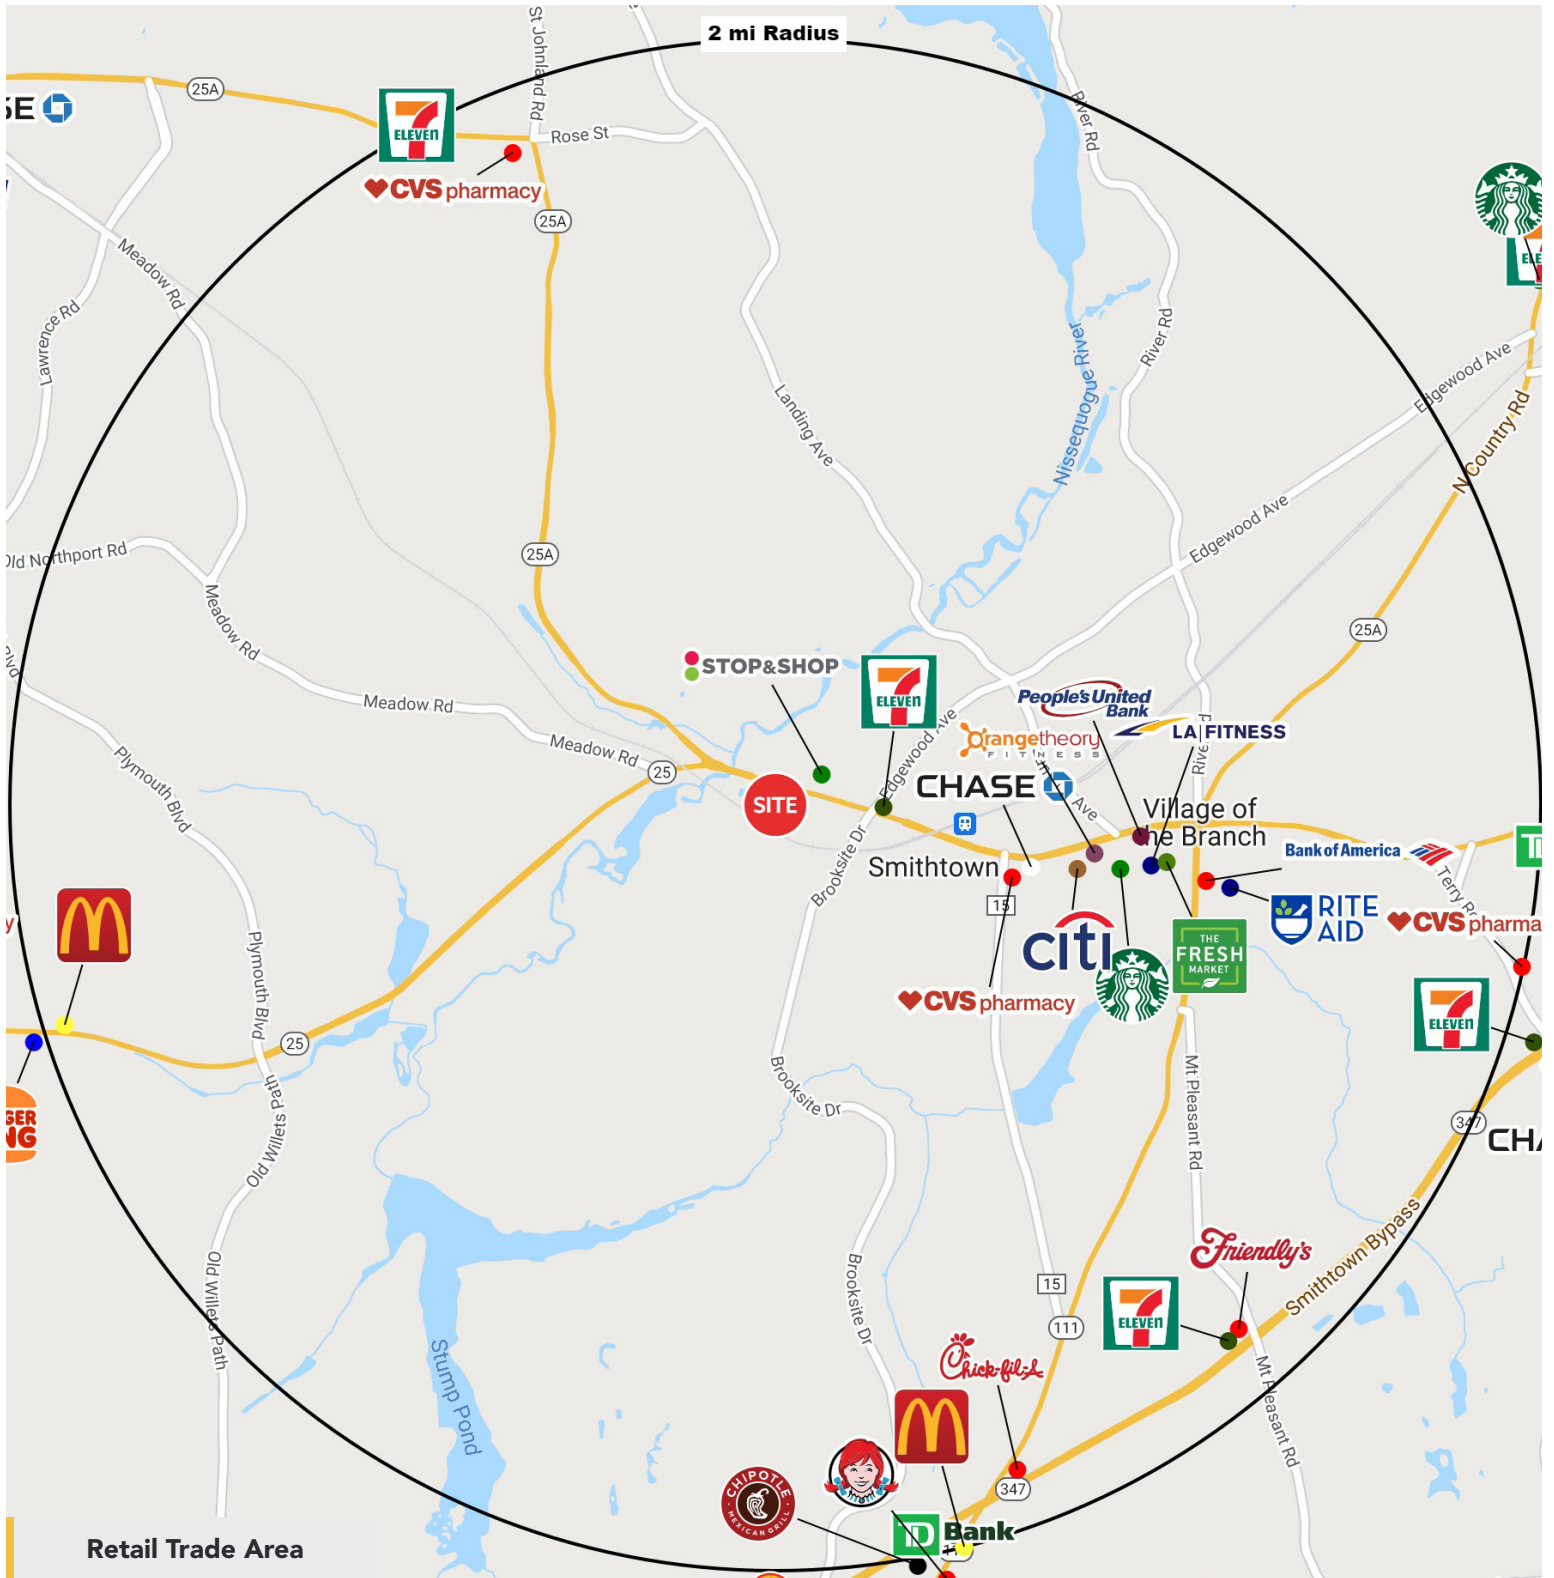 2 mi Radius
St Johnland Rd
25A
ELEVEN
Rose St
CVS pharmacy
25A
River Rd
Meadow Rd
Lawrence Rd
Nissequogue River
River Rd
Edgewood Ave
N Country Rd
Landing Ave
Edgewood Ave
Old Northport Rd
25A
Meadow Rd
25A
Blvd
STOP&SHOP
7
ELEVEN
People's United
Bank
Orangetheory
FITNESS
LA FITNESS
Meadow Rd
Edgewood Ave
Meadow Rd
25
CHASE
Ave
SITE
Village of
the Branch
Plymouth Blvd
Brooksite Dr
Smithtown
Bank of America
Terry Rd
15
RITE
AID
CVS pharma
citi
THE
FRESH
MARKET
CVS pharmacy
Plymouth Blvd
7
ELEVEN
25
Old Willets Path
Brooksite Dr
Mt Pleasant Rd
347
CHA
Smithtown Bypass
Friendly's
Old Willets Path
Brooksite Dr
15
111
7
ELEVEN
Chick-fil-A
Stump Pond
Mt Pleasant Rd
CHIPOTLE
MEXICAN GRILL
347
TD Bank
Retail Trade Area